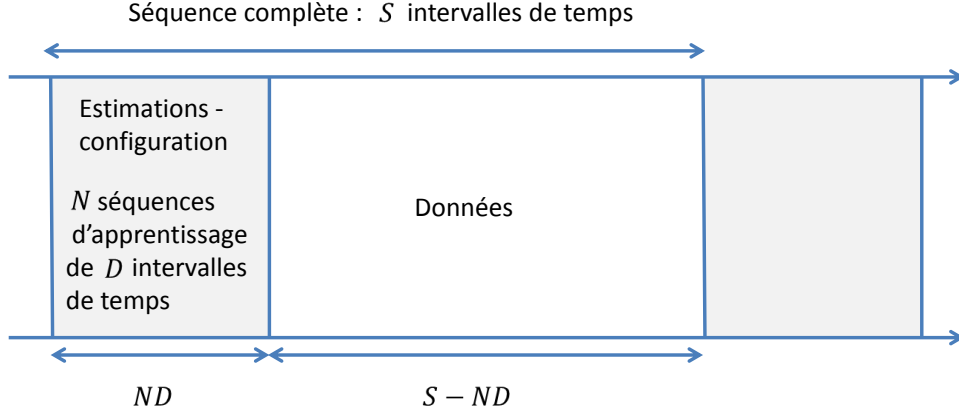 Séquence complète : S intervalles de temps
Estimations -
configuration
N séquences
d'apprentissage
de D intervalles
de temps
Données
ND
S − ND